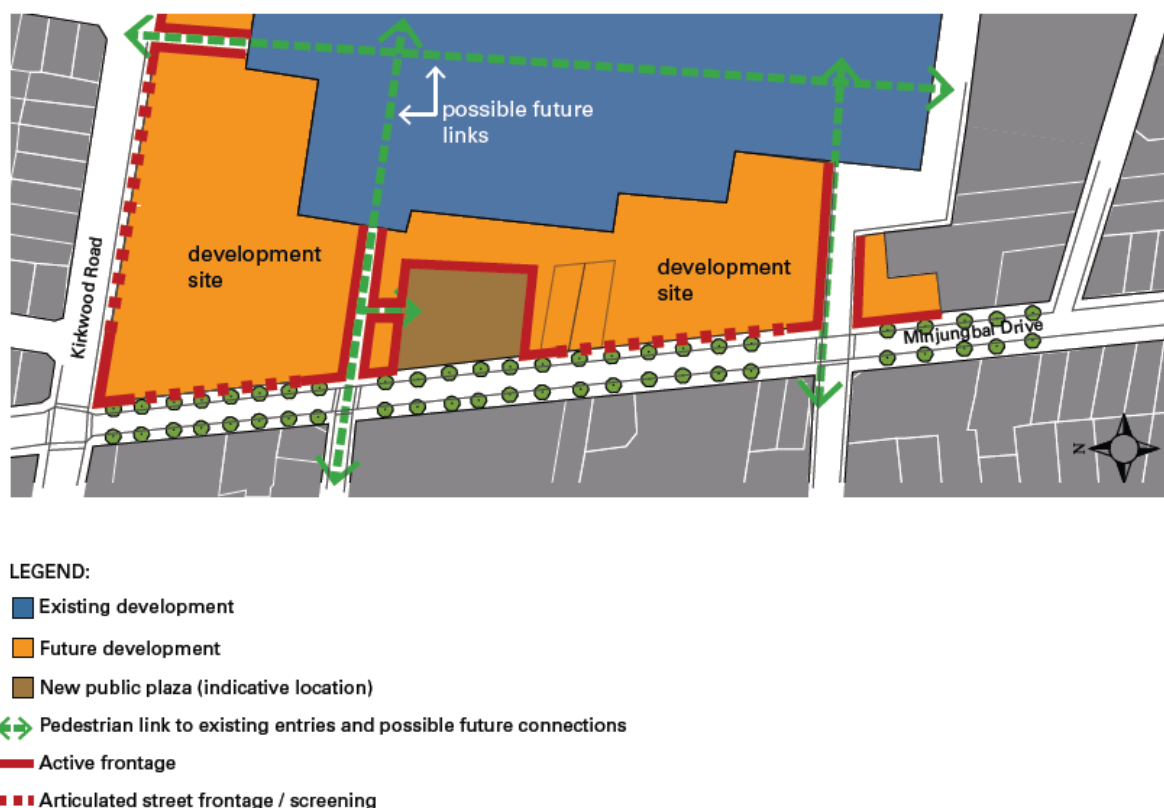 possible future
links
development
site
development
site
Kirkwood Road
Minjungbal Drive
N
LEGEND:
Existing development
Future development
New public plaza (indicative location)
Pedestrian link to existing entries and possible future connections
Active frontage
Articulated street frontage / screening